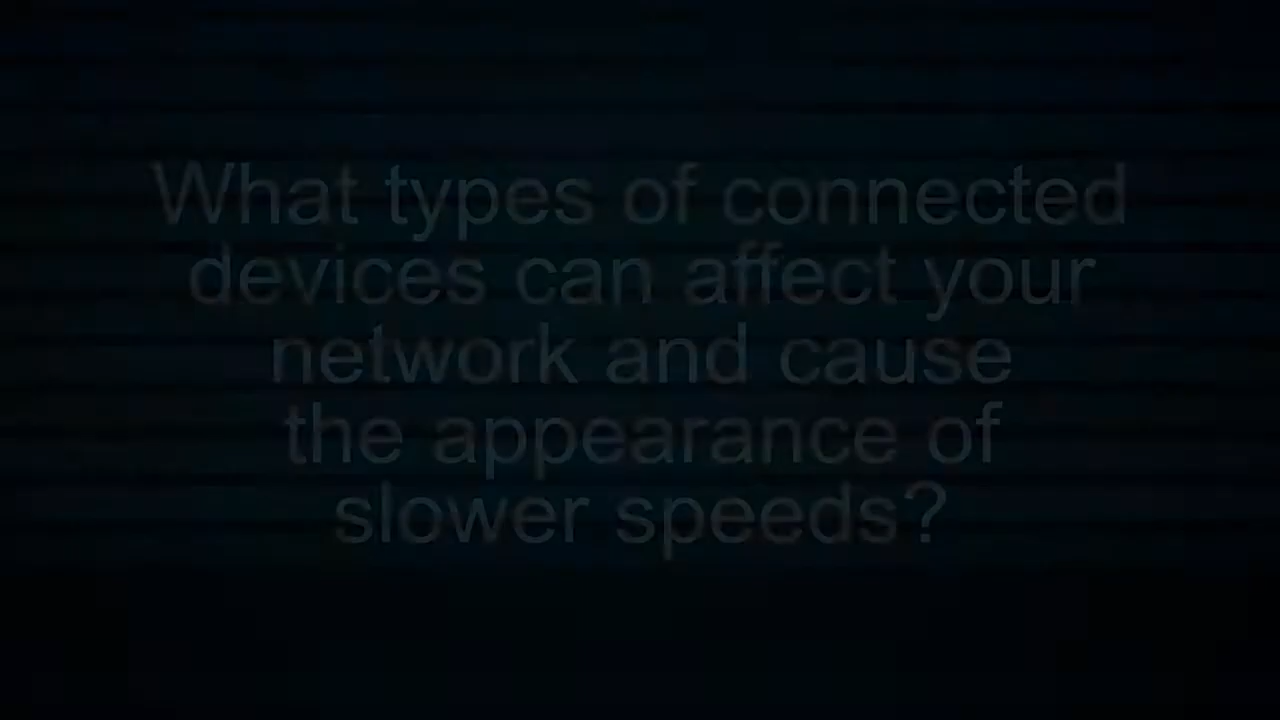 What types of connected
devices can affect your
network and cause
the appearance of
slower speeds?